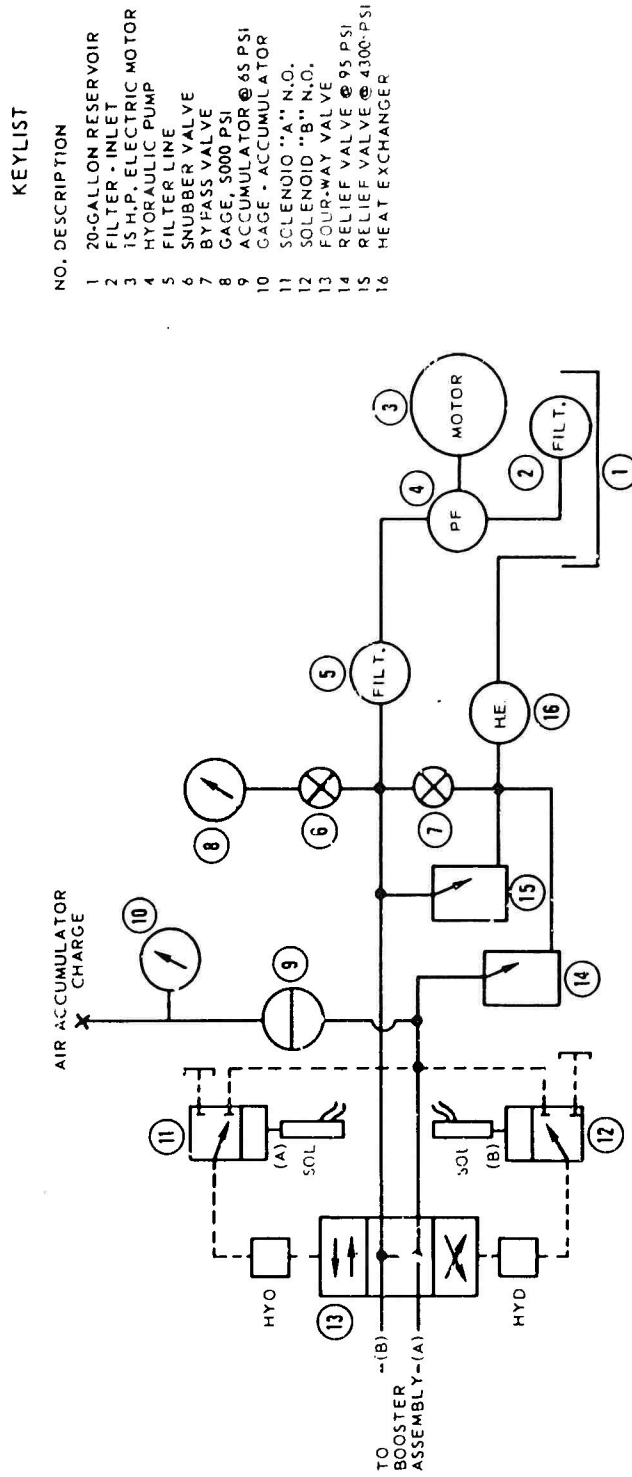 KEYLIST
NO. DESCRIPTION
1 20-GALLON RESERVOIR
2 FILTER - INLET
3 15 H.P. ELECTRIC MOTOR
4 HYDRAULIC PUMP
5 FILTER LINE
6 SNUBBER VALVE
7 BYPASS VALVE
8 GAGE, 5000 PSI
9 ACCUMULATOR @ 65 PSI
10 GAGE - ACCUMULATOR
11 SOLENOID "A" N.O.
12 SOLENOID "B" N.O.
13 FOUR-WAY VALVE
14 RELIEF VALVE @ 95 PSI
15 RELIEF VALVE @ 4300-PSI
16 HEAT EXCHANGER
AIR ACCUMULATOR
CHARGE
10
9
8
6
7
5
FILT.
4
PF
3
MOTOR
2
FILT.
1
16
H.E.
15
14
11
(A)
SOL
SOL
(B)
12
HYO
13
HYD
(B)
TO
BOOSTER
ASSEMBLY-(A)